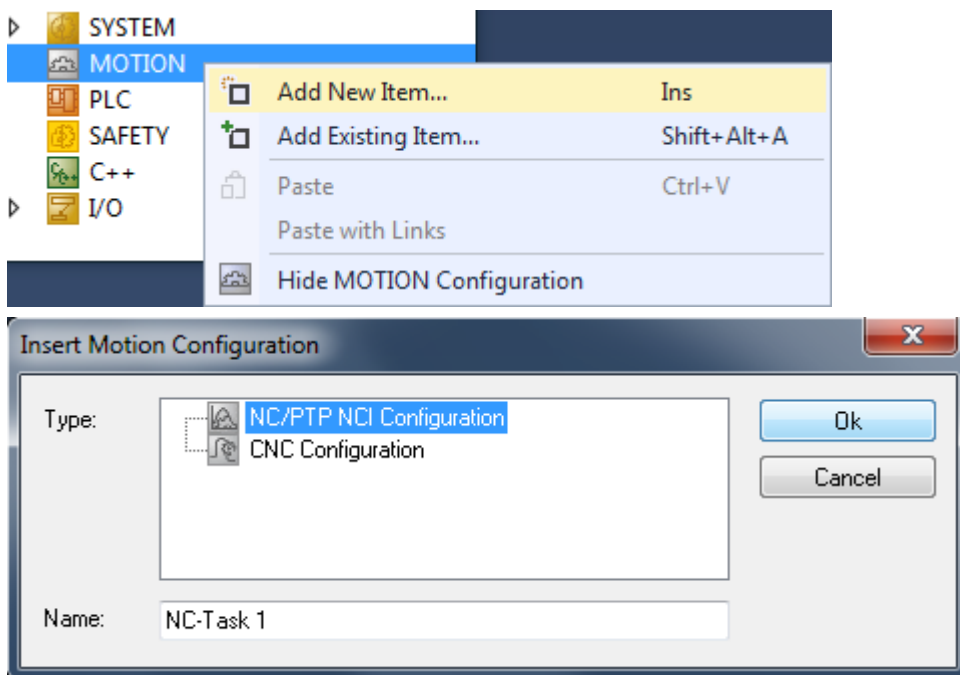 SYSTEM
MOTION
PLC
SAFETY
C++
I/O
Add New Item... Ins
Add Existing Item... Shift+Alt+A
Paste Ctrl+V
Paste with Links
Hide MOTION Configuration
Insert Motion Configuration
Type:
NC/PTP NCI Configuration
CNC Configuration
Ok
Cancel
Name:
NC-Task 1